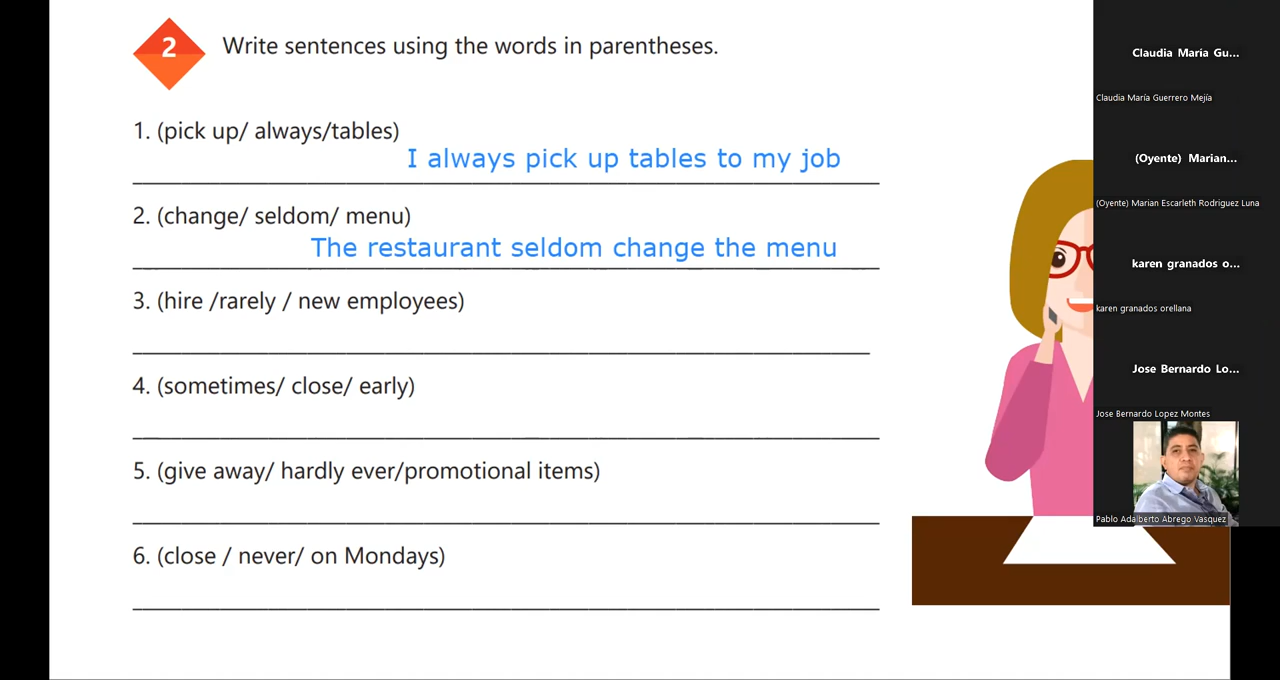 2
Write sentences using the words in parentheses.
1. (pick up/ always/tables)
I always pick up tables to my job
2. (change/ seldom/ menu)
The restaurant seldom change the menu
3. (hire /rarely / new employees)
4. (sometimes/ close/ early)
5. (give away/ hardly ever/promotional items)
6. (close / never/ on Mondays)
Claudia María Gu...
Claudia María Guerrero Mejía
(Oyente) Marian...
(Oyente) Marian Escarleth Rodriguez Luna
karen granados o...
karen granados orellana
Jose Bernardo Lo...
Jose Bernardo Lopez Montes
Pablo Adalberto Abrego Vasquez